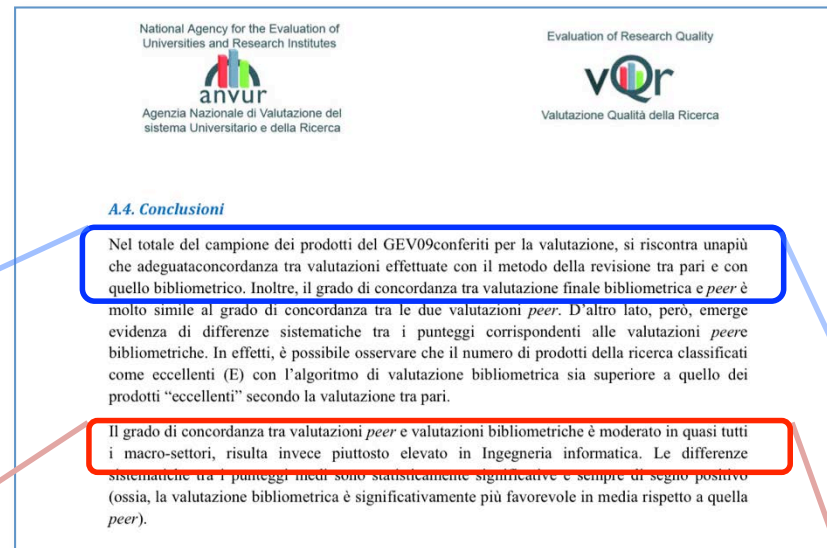 National Agency for the Evaluation of
Universities and Research Institutes
anvur
Agenzia Nazionale di Valutazione del
sistema Universitario e della Ricerca
Evaluation of Research Quality
vQr
Valutazione Qualità della Ricerca
A.4. Conclusioni
Nel totale del campione dei prodotti del GEV09conferiti per la valutazione, si riscontra unapiù
che adeguataconcordanza tra valutazioni effettuate con il metodo della revisione tra pari e con
quello bibliometrico. Inoltre, il grado di concordanza tra valutazione finale bibliometrica e peer è
molto simile al grado di concordanza tra le due valutazioni peer. D’altro lato, però, emerge
evidenza di differenze sistematiche tra i punteggi corrispondenti alle valutazioni peere
bibliometriche. In effetti, è possibile osservare che il numero di prodotti della ricerca classificati
come eccellenti (E) con l’algoritmo di valutazione bibliometrica sia superiore a quello dei
prodotti “eccellenti” secondo la valutazione tra pari.
Il grado di concordanza tra valutazioni peer e valutazioni bibliometriche è moderato in quasi tutti
i macro-settori, risulta invece piuttosto elevato in Ingegneria informatica. Le differenze
sistematiche tra i punteggi medi sono statisticamente significative e sempre di segno positivo
(ossia, la valutazione bibliometrica è significativamente più favorevole in media rispetto a quella
peer).